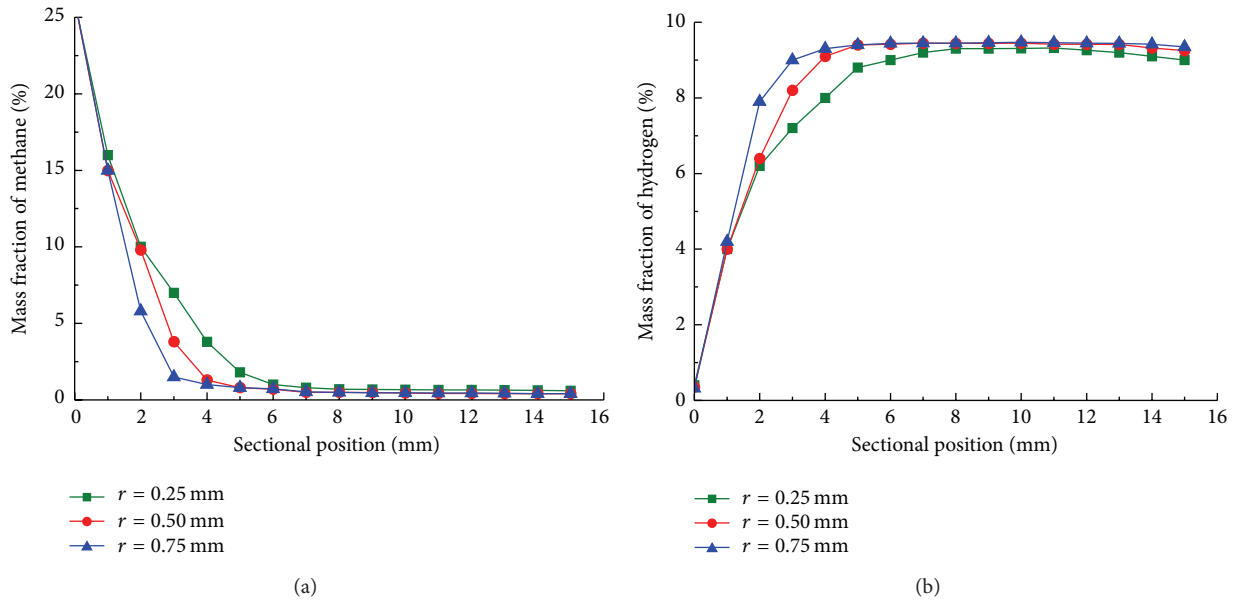 25
20
15
10
5
0
Mass fraction of methane (%)
0 2 4 6 8 10 12 14 16
Sectional position (mm)
r = 0.25 mm
r = 0.50 mm
r = 0.75 mm
(a)
10
8
6
4
2
0
Mass fraction of hydrogen (%)
0 2 4 6 8 10 12 14 16
Sectional position (mm)
r = 0.25 mm
r = 0.50 mm
r = 0.75 mm
(b)